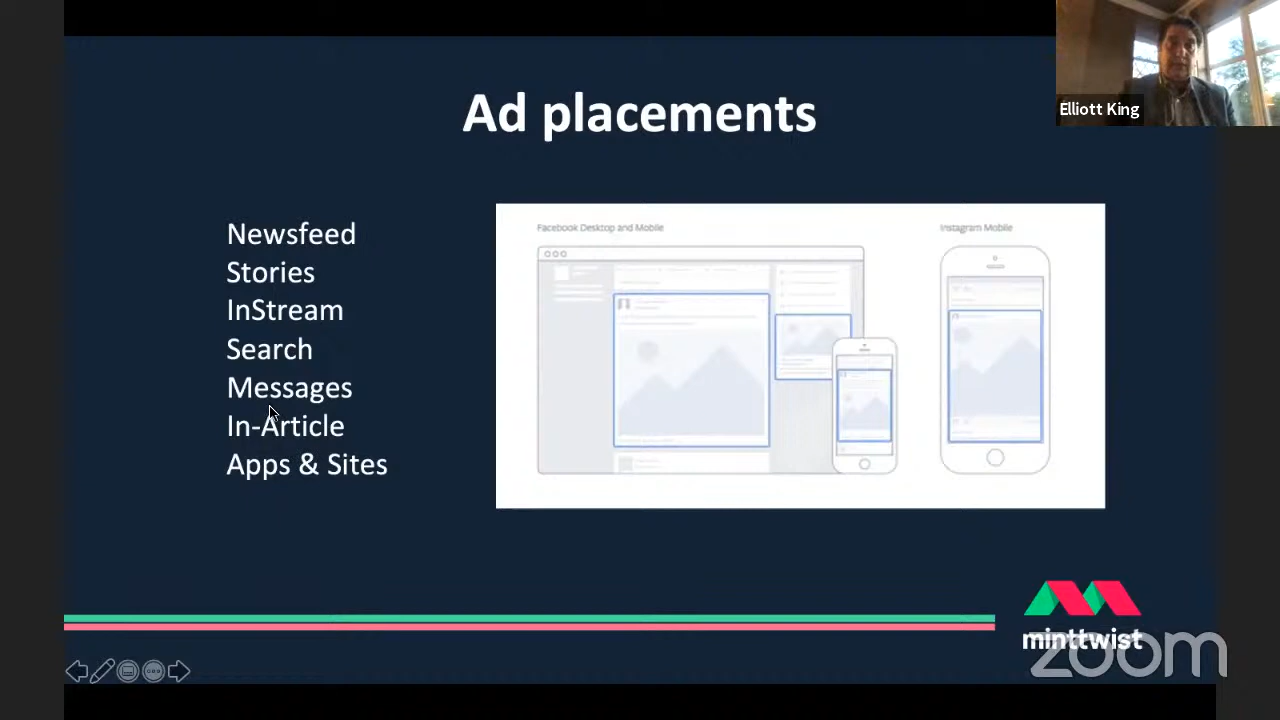 Ad placements
Elliott King
Newsfeed
Stories
InStream
Search
Messages
In-Article
Apps & Sites
Facebook Desktop and Mobile
Instagram Mobile
minttwist
zoom